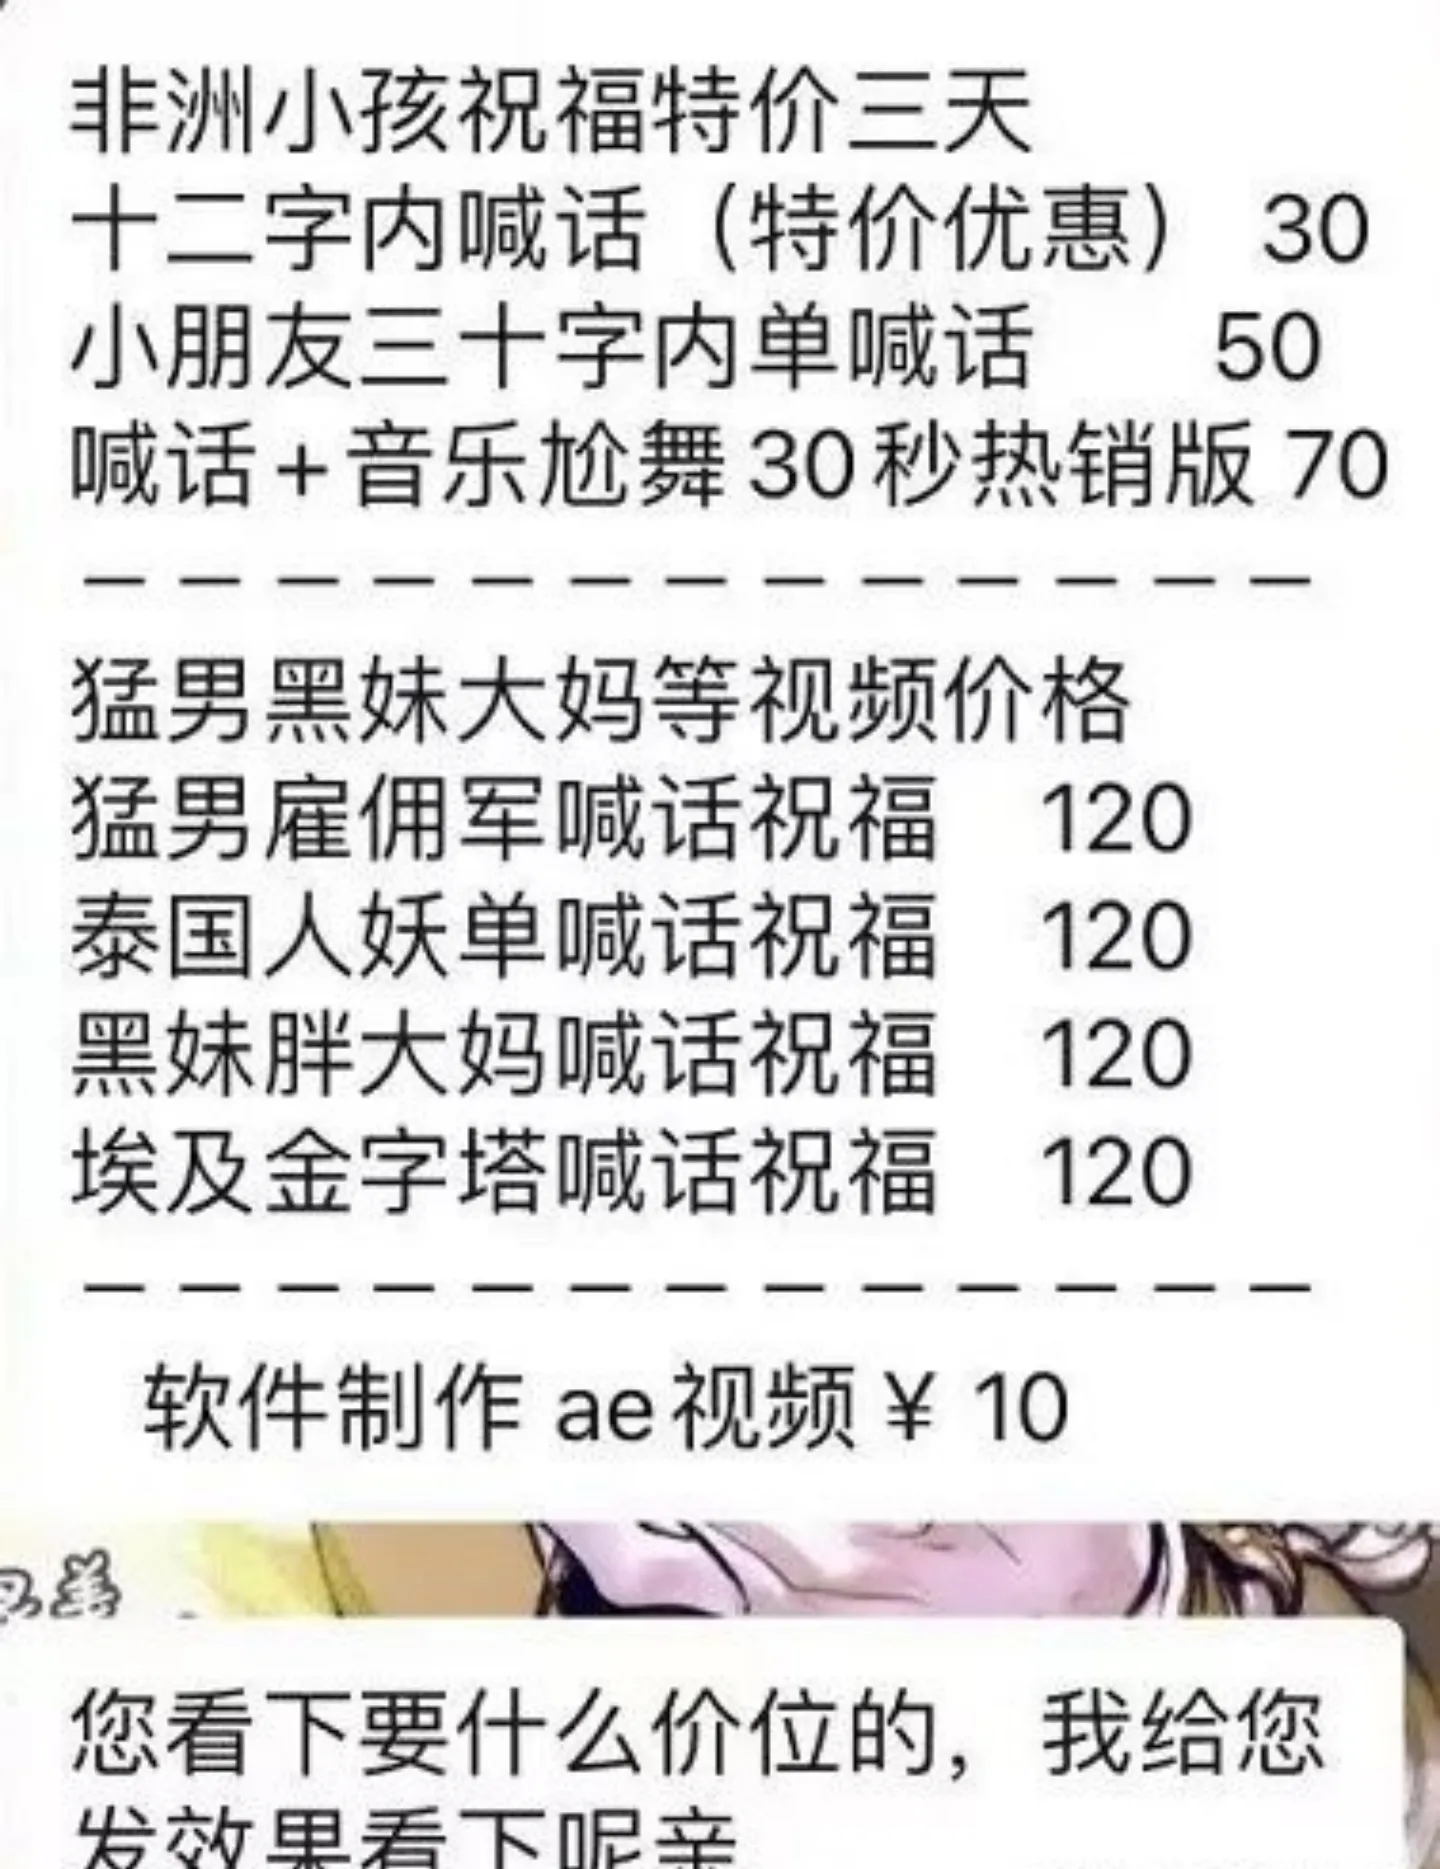 非洲小孩祝福特价三天
十二字内喊话（特价优惠） 30
小朋友三十字内单喊话 50
喊话+音乐尬舞30秒热销版 70
－－－－－－－－－－－－－
猛男黑妹大妈等视频价格
猛男雇佣军喊话祝福 120
泰国人妖单喊话祝福 120
黑妹胖大妈喊话祝福 120
埃及金字塔喊话祝福 120
－－－－－－－－－－－－－
软件制作 ae视频¥ 10
美
您看下要什么价位的，我给您
发效果看下呢亲